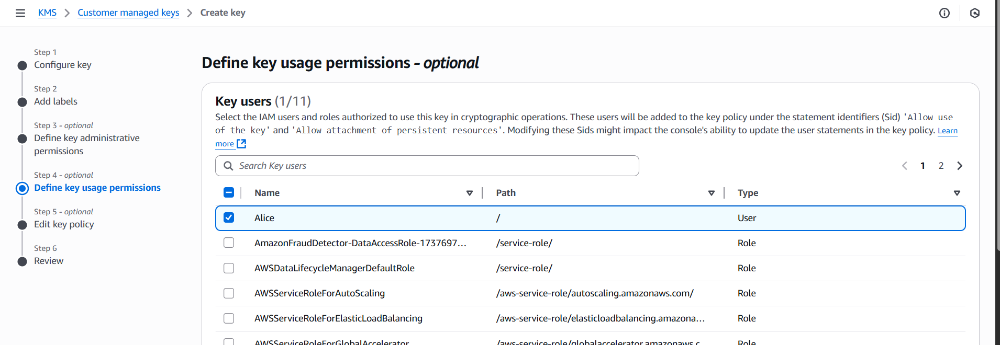 KMS > Customer managed keys > Create key
Step 1
Configure key
Step 2
Add labels
Step 3 - optional
Define key administrative
permissions
Step 4 - optional
Define key usage permissions
Step 5 - optional
Edit key policy
Step 6
Review
Define key usage permissions - optional
Key users (1/11)
Select the IAM users and roles authorized to use this key in cryptographic operations. These users will be added to the key policy under the statement identifiers (Sid) 'Allow use
of the key' and 'Allow attachment of persistent resources'. Modifying these Sids might impact the console's ability to update the user statements in the key policy. Learn
more
Search Key users
1 2
Name Path Type
Alice / User
AmazonFraudDetector-DataAccessRole-1737697... /service-role/ Role
AWSDataLifecycleManagerDefaultRole /service-role/ Role
AWSServiceRoleForAutoScaling /aws-service-role/autoscaling.amazonaws.com/ Role
AWSServiceRoleForElasticLoadBalancing /aws-service-role/elasticloadbalancing.amazona... Role
AWSServiceRoleForGlobalAccelerator /aws-service-role/globalaccelerator.amazonaws.c... Role